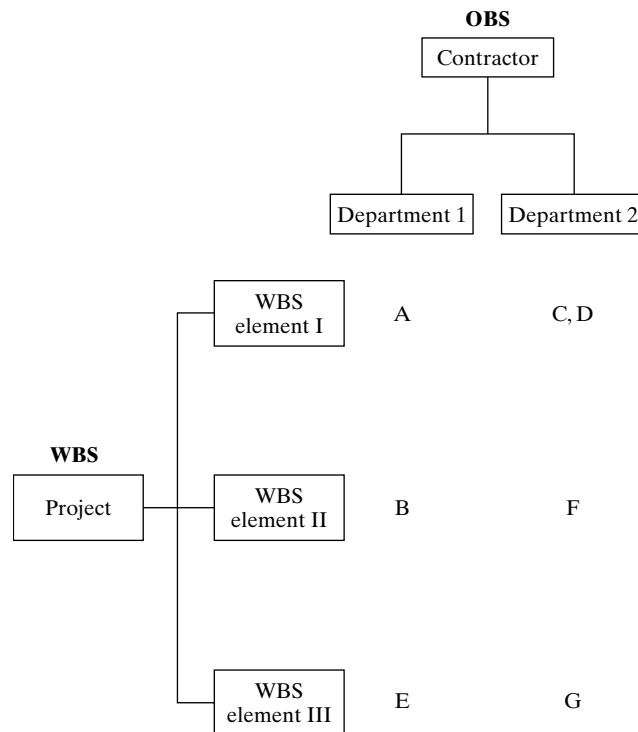 OBS
Contractor
Department 1 Department 2
WBS
element I
A
C, D
WBS
Project
WBS
element II
B
F
WBS
element III
E
G